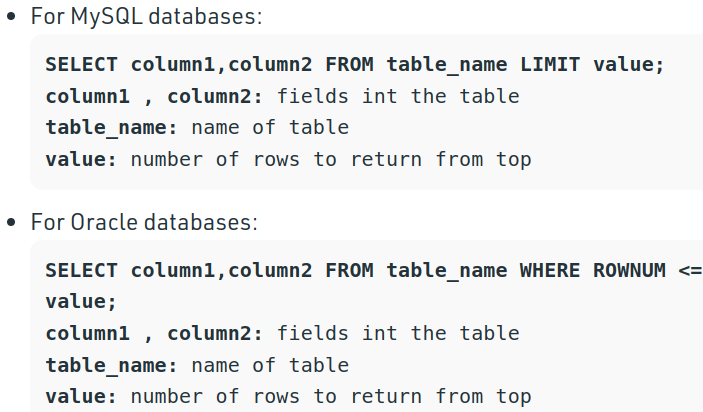 For MySQL databases:
SELECT column1,column2 FROM table_name LIMIT value;
column1 , column2: fields int the table
table_name: name of table
value: number of rows to return from top
For Oracle databases:
SELECT column1,column2 FROM table_name WHERE ROWNUM <=
value;
column1 , column2: fields int the table
table_name: name of table
value: number of rows to return from top